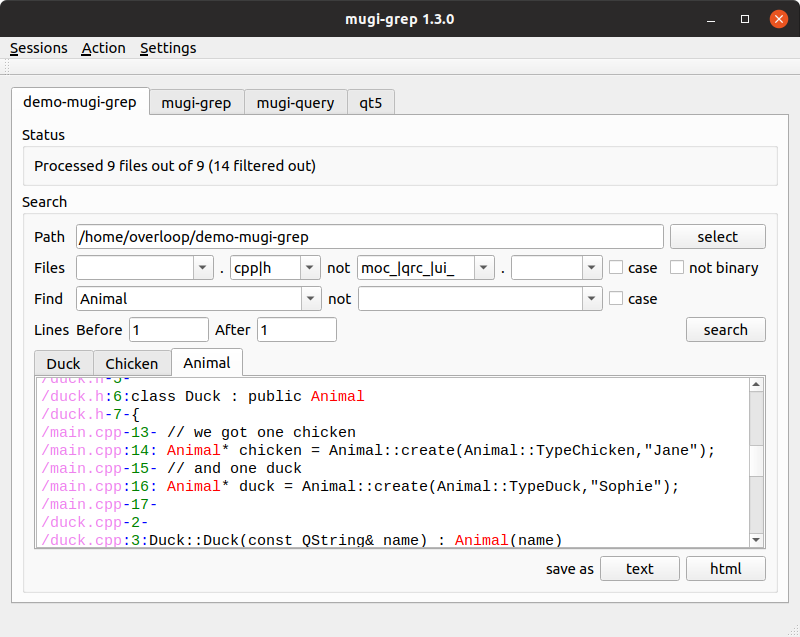 mugi-grep 1.3.0
Sessions Action Settings
demo-mugi-grep mugi-grep mugi-query qt5
Status
Processed 9 files out of 9 (14 filtered out)
Search
Path /home/overloop/demo-mugi-grep select
Files . cpp|h not moc_|qrc_|ui_ . case not binary
Find Animal not case
Lines Before 1 After 1 search
Duck Chicken Animal
/duck.h-5-
/duck.h:6:class Duck : public Animal
/duck.h-7-{
/main.cpp-13- // we got one chicken
/main.cpp:14: Animal* chicken = Animal::create(Animal::TypeChicken,"Jane");
/main.cpp-15- // and one duck
/main.cpp:16: Animal* duck = Animal::create(Animal::TypeDuck,"Sophie");
/main.cpp-17-
/duck.cpp-2-
/duck.cpp:3:Duck::Duck(const QString& name) : Animal(name)
save as text html